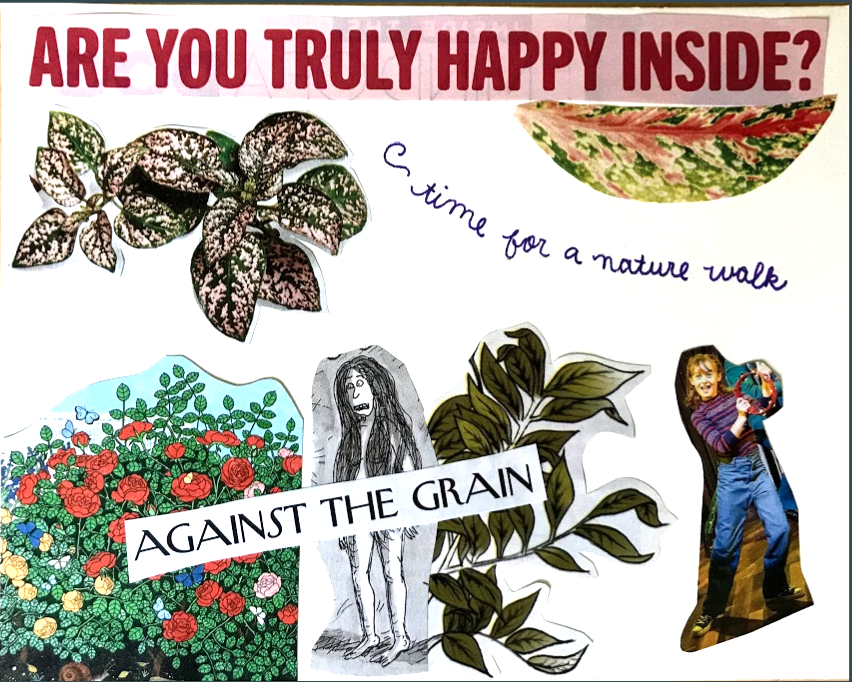 ARE YOU TRULY HAPPY INSIDE?
time for a nature walk
AGAINST THE GRAIN